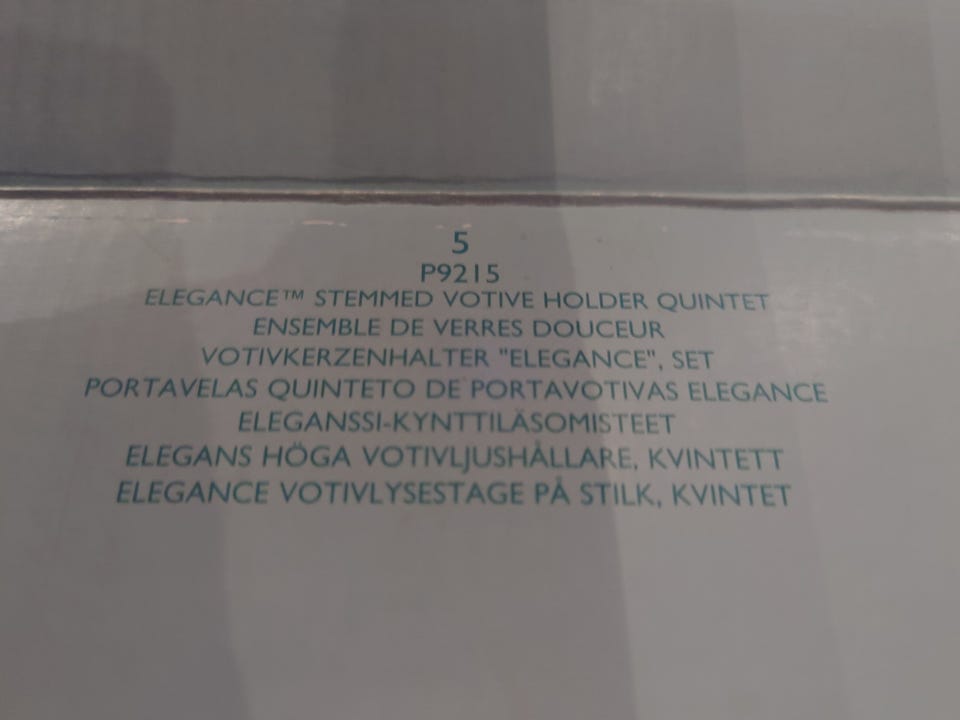 5
P9215
ELEGANCE™ STEMMED VOTIVE HOLDER QUINTET
ENSEMBLE DE VERRES DOUCEUR
VOTIVKERZENHALTER "ELEGANCE", SET
PORTAVELAS QUINTETO DE PORTAVOTIVAS ELEGANCE
ELEGANSSI-KYNTTILÄSOMISTEET
ELEGANS HÖGA VOTIVLJUSHÅLLARE, KVINTETT
ELEGANCE VOTIVLYSESTAGE PÅ STILK, KVINTET